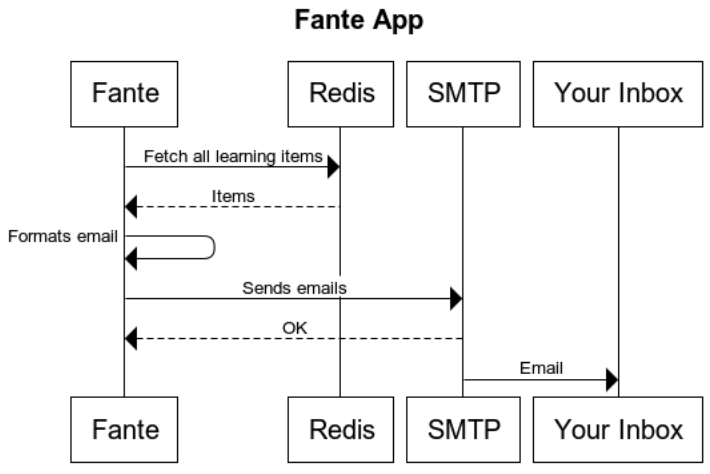 Fante App
Fante Redis SMTP Your Inbox
Fetch all learning items
Items
Formats email
Sends emails
OK
Email
Fante Redis SMTP Your Inbox